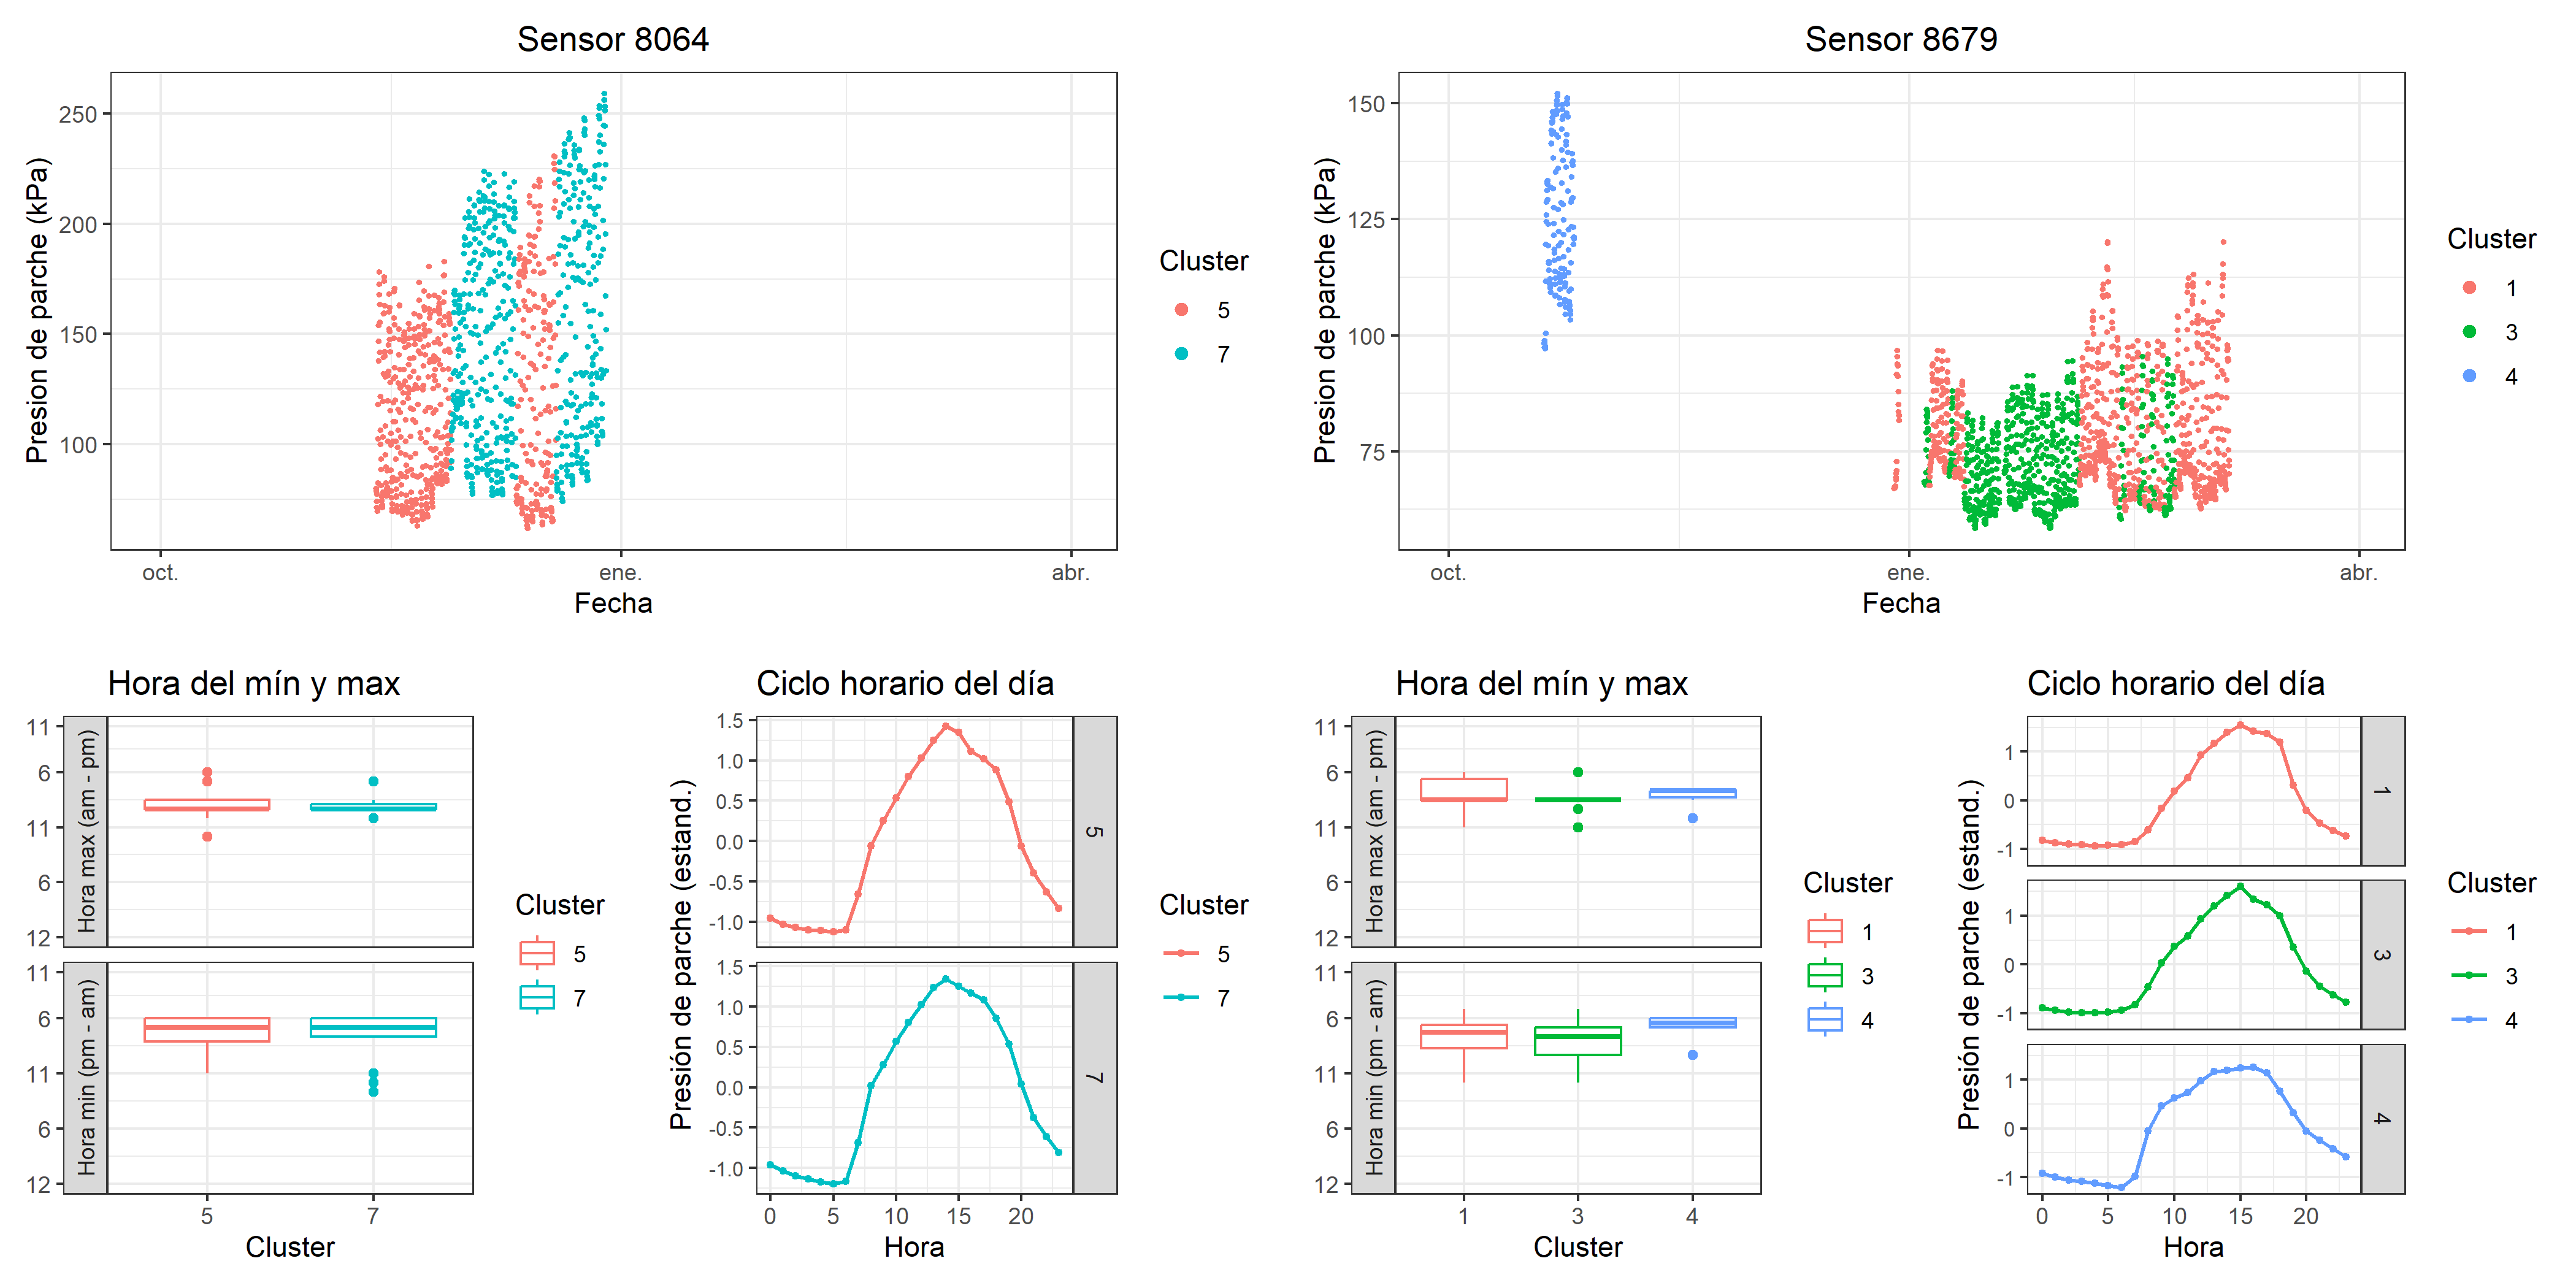 Sensor 8064
Presion de parche (kPa)
250
200
150
100
oct.
ene.
abr.
Fecha
Cluster
5
7
Sensor 8679
Presion de parche (kPa)
150
125
100
75
oct.
ene.
abr.
Fecha
Cluster
1
3
4
Hora del mín y max
Hora max (am - pm)
11
6
11
6
12
Hora min (pm - am)
11
6
11
6
12
5
7
Cluster
Cluster
5
7
Ciclo horario del día
Presión de parche (estand.)
1.5
1.0
0.5
0.0
-0.5
-1.0
5
1.5
1.0
0.5
0.0
-0.5
-1.0
7
0
5
10
15
20
Hora
Cluster
5
7
Hora del mín y max
Hora max (am - pm)
11
6
11
6
12
Hora min (pm - am)
11
6
11
6
12
1
3
4
Cluster
Cluster
1
3
4
Ciclo horario del día
Presión de parche (estand.)
1
0
-1
1
1
0
-1
3
1
0
-1
4
0
5
10
15
20
Hora
Cluster
1
3
4